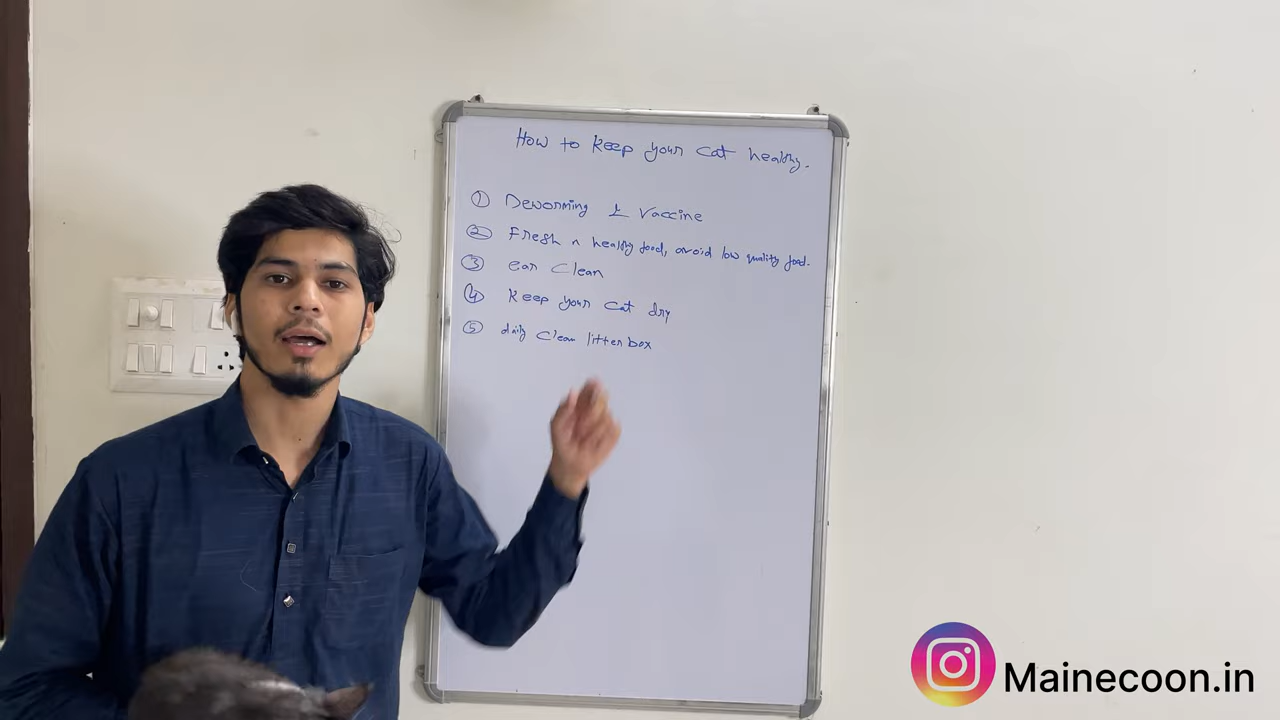 How to keep your cat healthy.
① Deworming & Vaccine
② Fresh n healthy food, avoid low quality food.
③ ear clean
④ Keep your cat dry
⑤ daily clean litter box
Mainecoon.in